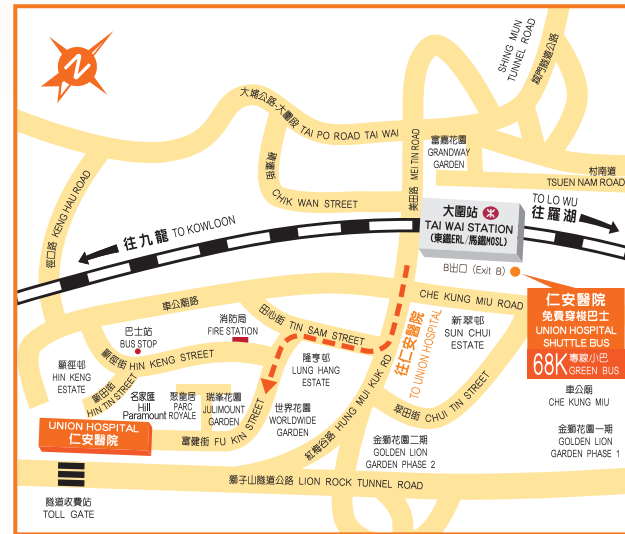 N
SHING MUN
TUNNEL ROAD
城門隧道公路
大埔公路-大圍段 TAI PO ROAD TAI WAI
富嘉花園
GRANDWAY
GARDEN
美田路 MEI TIN ROAD
村南道
TSUEN NAM ROAD
積運街
CHIK WAN STREET
徑口路 KENG HAU ROAD
大圍站
TAI WAI STATION
(東鐵ERL/馬鐵MOSL)
TO LO WU
往羅湖
往九龍 TO KOWLOON
B出口 (Exit B)
車公廟路
CHE KUNG MIU ROAD
仁安醫院
免費穿梭巴士
UNION HOSPITAL
SHUTTLE BUS
68K 專線小巴
GREEN BUS
巴士站
BUS STOP
消防局
FIRE STATION
田心街 TIN SAM STREET
往仁安醫院
TO UNION HOSPITAL
新翠邨
SUN CHUI
ESTATE
顯徑邨
HIN KENG
ESTATE
顯徑街 HIN KENG STREET
隆亨邨
LUNG HANG
ESTATE
顯田街
HIN TIN STREET
名家匯
Hill
Paramount
聚龍居
PARC
ROYALE
瑞峰花園
JULIMOUNT
GARDEN
世界花園
WORLDWIDE
GARDEN
紅梅谷路 HUNG MUI KUK RD
翠田街 CHUI TIN STREET
車公廟
CHE KUNG MIU
UNION HOSPITAL
仁安醫院
富健街 FU KIN STREET
金獅花園二期
GOLDEN LION
GARDEN PHASE 2
金獅花園一期
GOLDEN LION
GARDEN PHASE 1
獅子山隧道公路 LION ROCK TUNNEL ROAD
隧道收費站
TOLL GATE